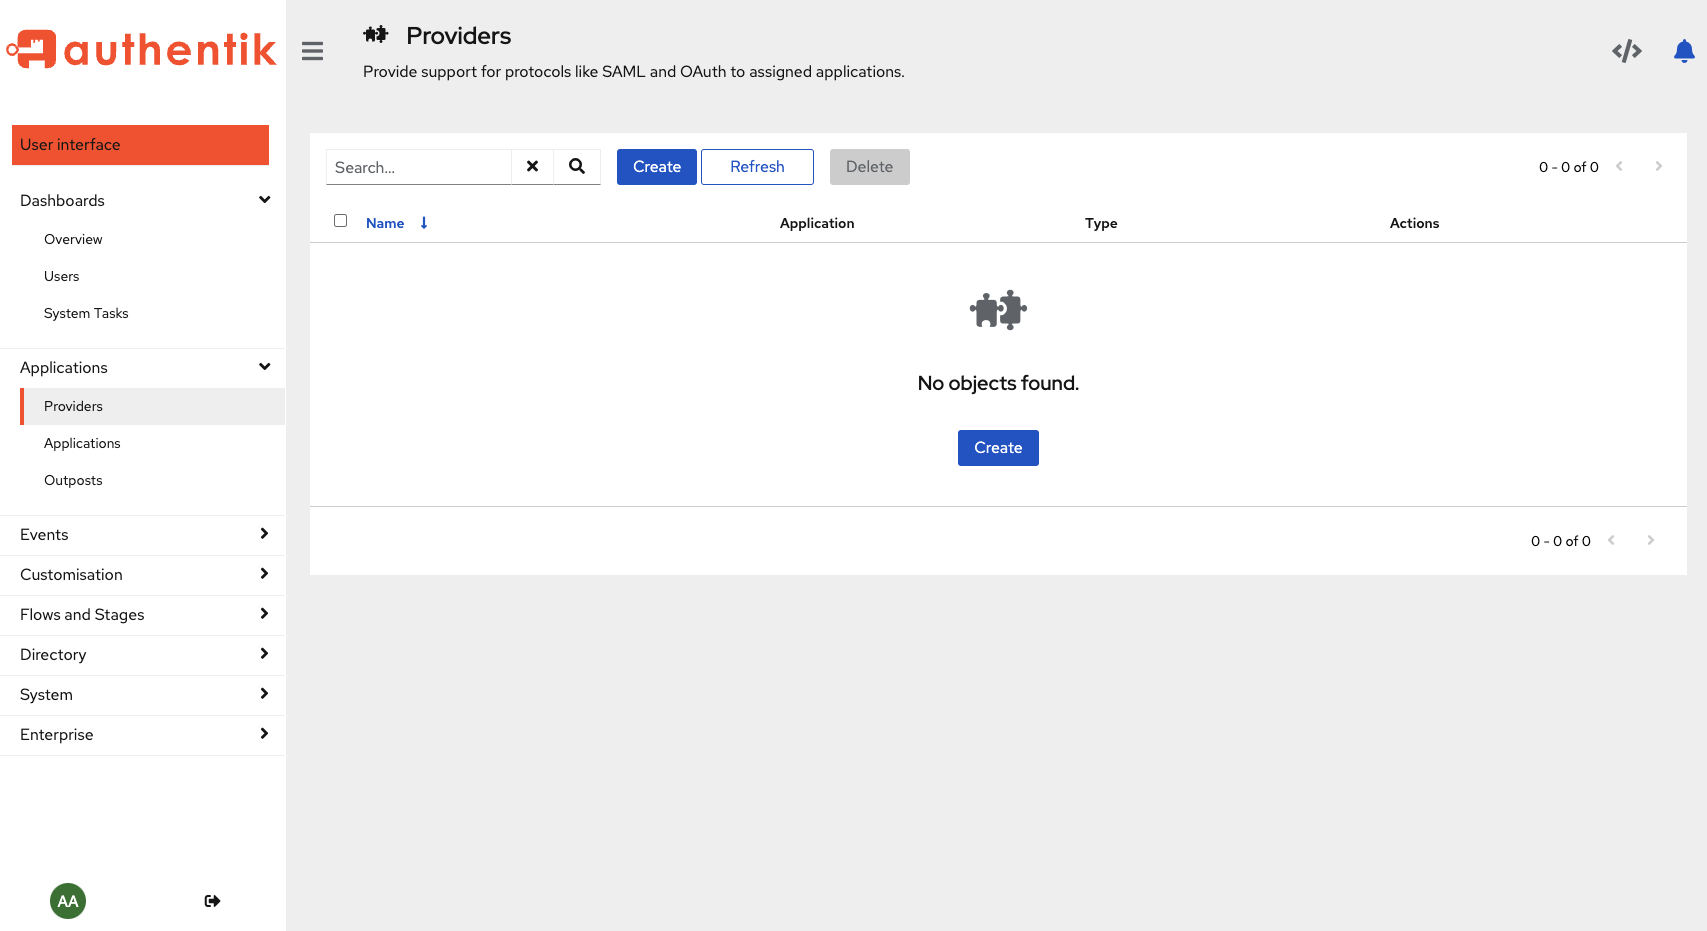 authentik
Providers
Provide support for protocols like SAML and OAuth to assigned applications.
User interface
Dashboards
Overview
Users
System Tasks
Applications
Providers
Applications
Outposts
Events
Customisation
Flows and Stages
Directory
System
Enterprise
AA
Search...
Create
Refresh
Delete
0 - 0 of 0
Name
Application
Type
Actions
No objects found.
Create
0 - 0 of 0